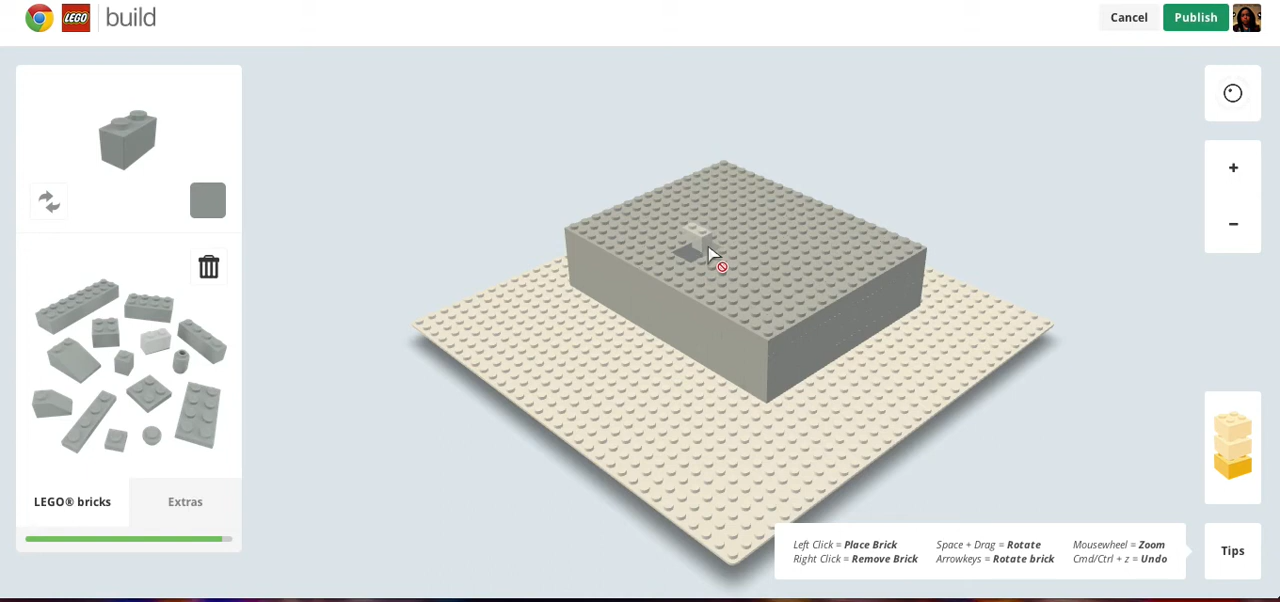 LEGO build
Cancel
Publish
LEGO® bricks
Extras
Left Click = Place Brick
Space + Drag = Rotate
Mousewheel = Zoom
Right Click = Remove Brick
Arrowkeys = Rotate brick
Cmd/Ctrl + z = Undo
Tips